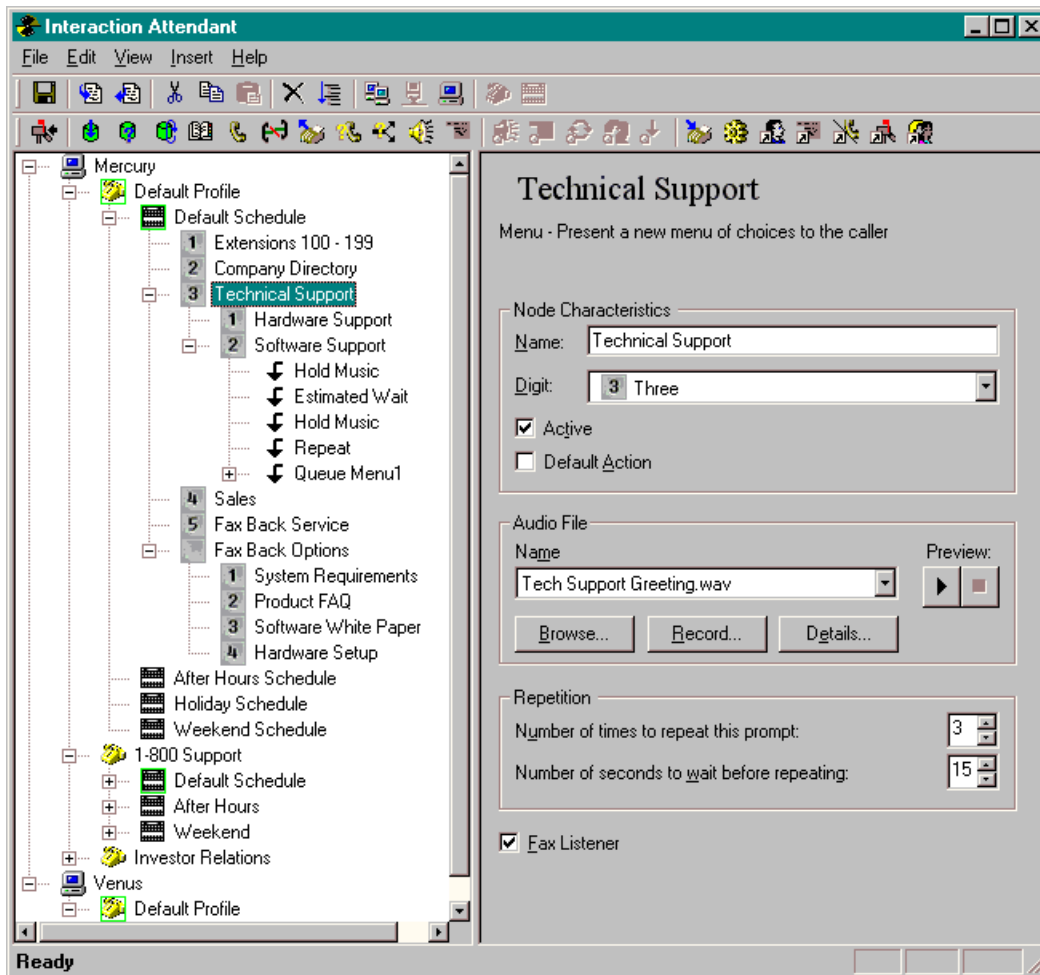 Interaction Attendant
File Edit View Insert Help
Mercury
Default Profile
Default Schedule
1 Extensions 100 - 199
2 Company Directory
3 Technical Support
1 Hardware Support
2 Software Support
Hold Music
Estimated Wait
Hold Music
Repeat
Queue Menu1
4 Sales
5 Fax Back Service
Fax Back Options
1 System Requirements
2 Product FAQ
3 Software White Paper
4 Hardware Setup
After Hours Schedule
Holiday Schedule
Weekend Schedule
1-800 Support
Default Schedule
After Hours
Weekend
Investor Relations
Venus
Default Profile
Technical Support
Menu - Present a new menu of choices to the caller
Node Characteristics
Name: Technical Support
Digit: 3 Three
Active
Default Action
Audio File
Name
Preview:
Tech Support Greeting.wav
Browse... Record... Details...
Repetition
Number of times to repeat this prompt: 3
Number of seconds to wait before repeating: 15
Fax Listener
Ready